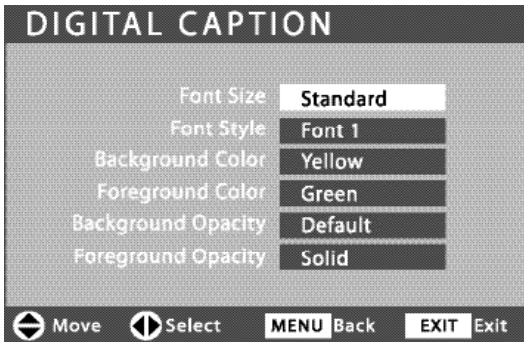 DIGITAL CAPTION
Font Size Standard
Font Style Font 1
Background Color Yellow
Foreground Color Green
Background Opacity Default
Foreground Opacity Solid
Move Select MENU Back EXIT Exit